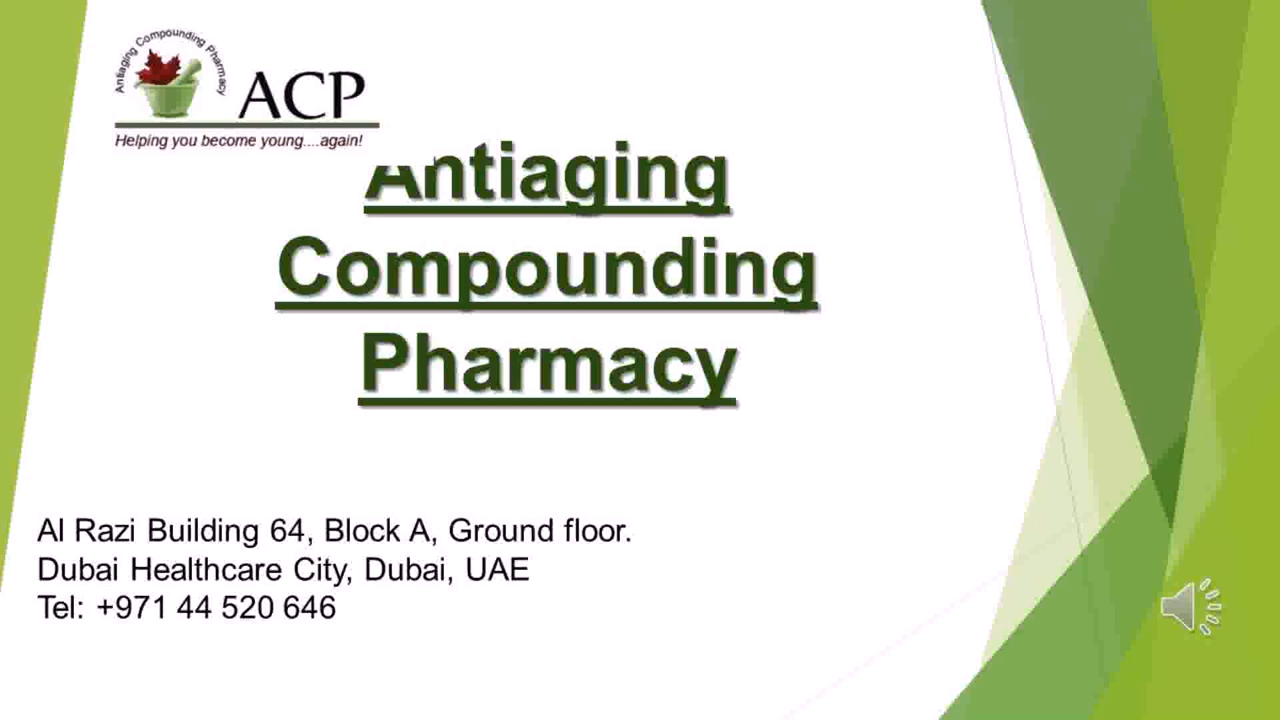 Antiaging Compounding Pharmacy
ACP
Helping you become young....again!
Antiaging
Compounding
Pharmacy
Al Razi Building 64, Block A, Ground floor.
Dubai Healthcare City, Dubai, UAE
Tel: +971 44 520 646